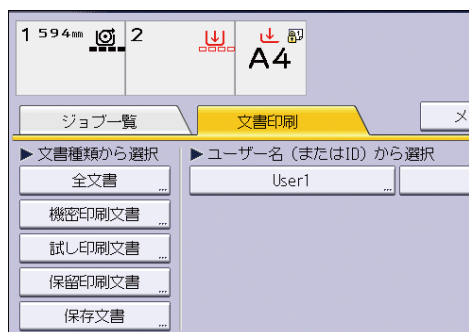 1 594mm 2
A4
ジョブ一覧 文書印刷 メ
▶文書種類から選択 ▶ユーザー名（またはID）から選択
全文書 User1
機密印刷文書
試し印刷文書
保留印刷文書
保存文書